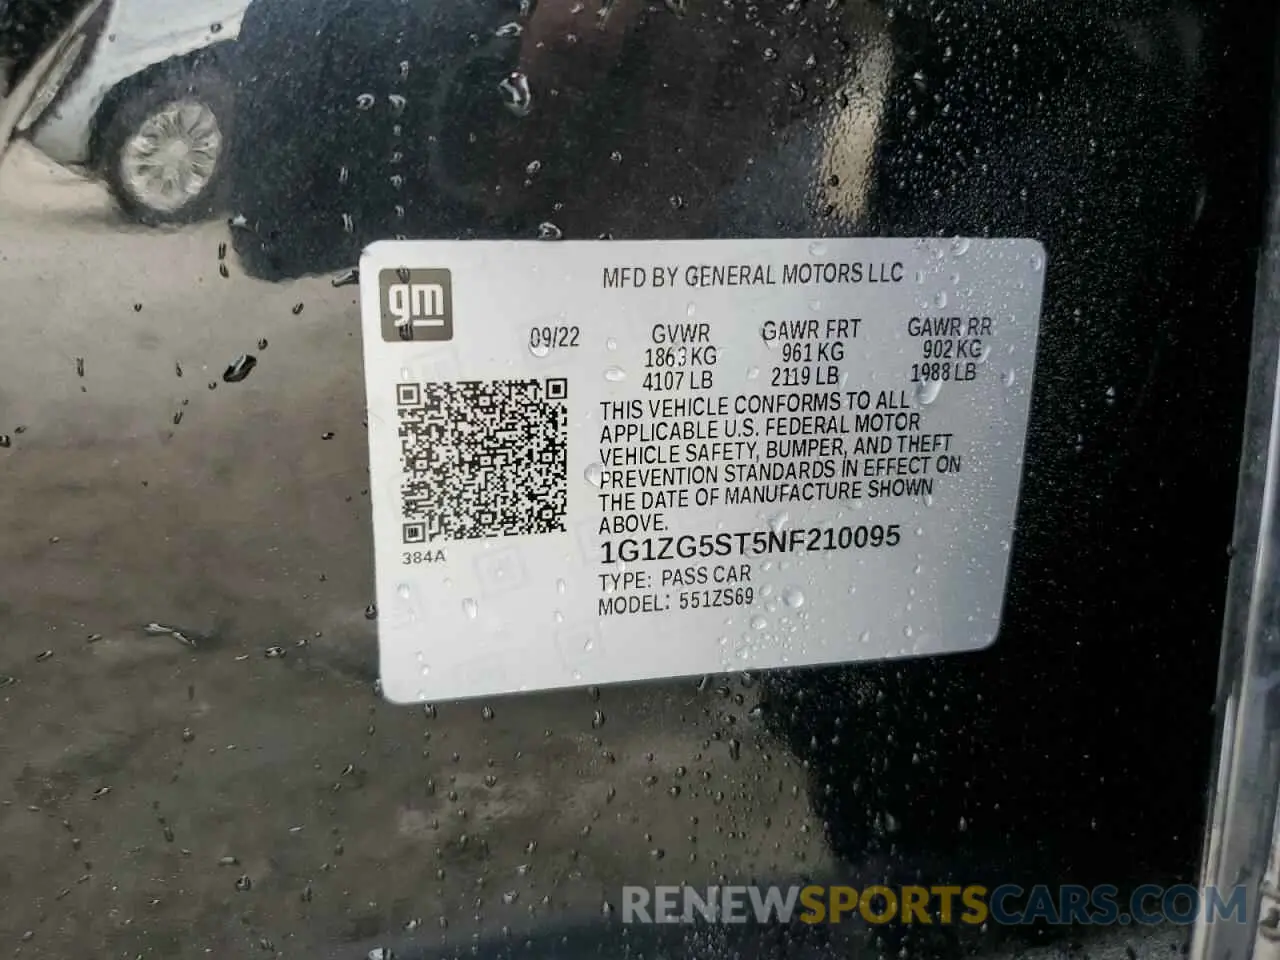 gm
MFD BY GENERAL MOTORS LLC
09/22 GVWR GAWR FRT GAWR RR
1863 KG 961 KG 902 KG
4107 LB 2119 LB 1988 LB
THIS VEHICLE CONFORMS TO ALL
APPLICABLE U.S. FEDERAL MOTOR
VEHICLE SAFETY, BUMPER, AND THEFT
PREVENTION STANDARDS IN EFFECT ON
THE DATE OF MANUFACTURE SHOWN
ABOVE.
384A
1G1ZG5ST5NF210095
TYPE: PASS CAR
MODEL: 551ZS69
RENEWSPORTSCARS.COM